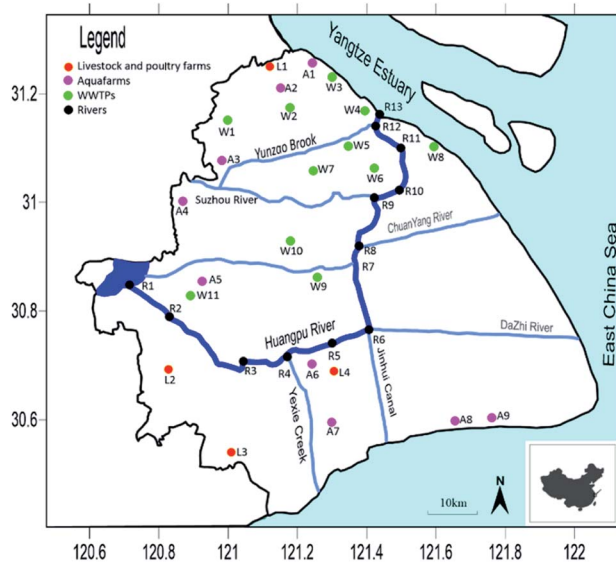 Legend
Livestock and poultry farms
Aquafarms
WWTPs
Rivers
Yangtze Estuary
East China Sea
L1
A1
A2
W3
W4
R13
R12
W1
W2
Yunzao Brook
W5
R11
W8
A3
W7
W6
R10
A4
Suzhou River
R9
ChuanYang River
W10
R8
R7
R1
A5
W11
W9
R2
Huangpu River
DaZhi River
R6
R5
R3
R4
L2
A6
L4
Jinhui Canal
Yexie Creek
A7
A8
A9
L3
N
10km
31.2
31
30.8
30.6
120.6
120.8
121
121.2
121.4
121.6
121.8
122